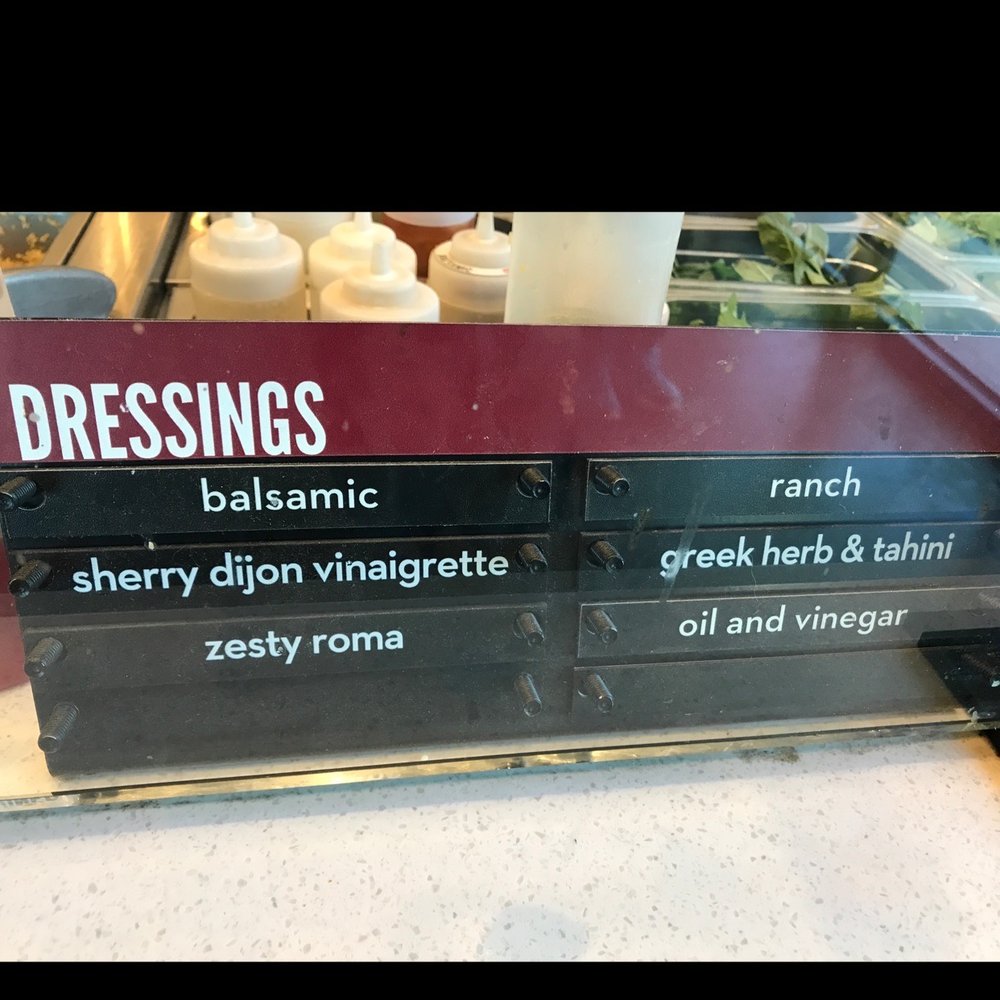 DRESSINGS
balsamic
sherry dijon vinaigrette
zesty roma
ranch
greek herb & tahini
oil and vinegar